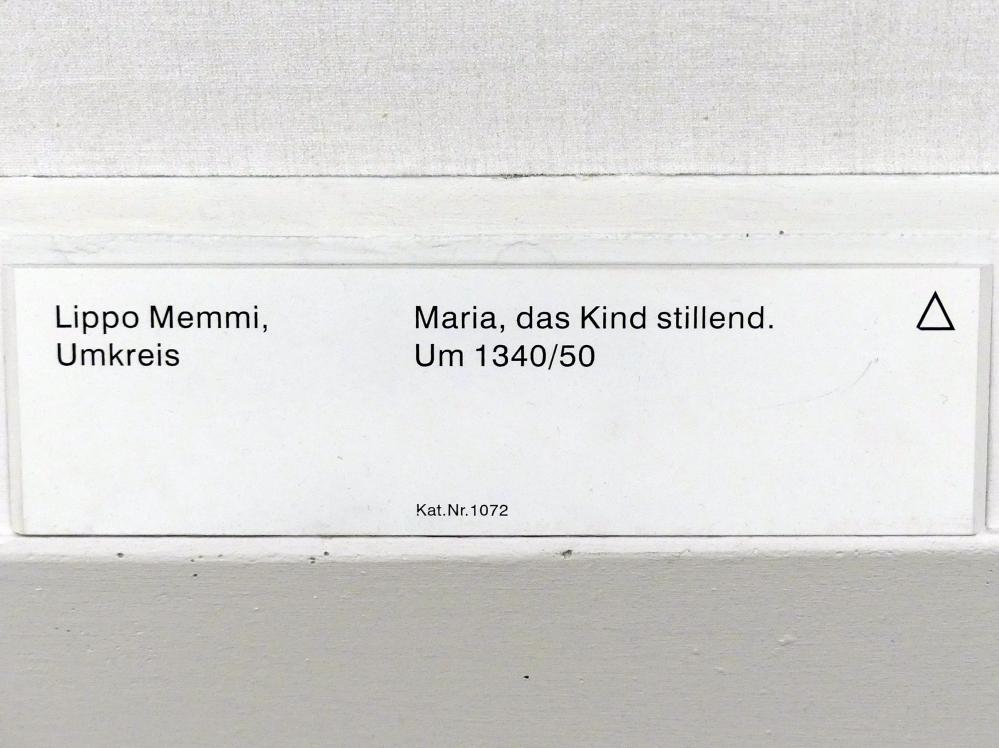 Lippo Memmi,
Umkreis
Maria, das Kind stillend.
Um 1340/50
Kat.Nr.1072